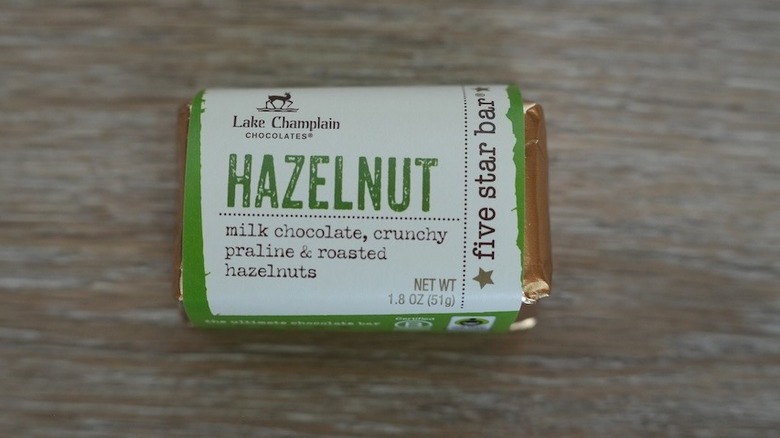 Lake Champlain
CHOCOLATES®
HAZELNUT
milk chocolate, crunchy
praline & roasted
hazelnuts
NET WT
1.8 OZ (51g)
five star bar®
the ultimate chocolate bar
Certified